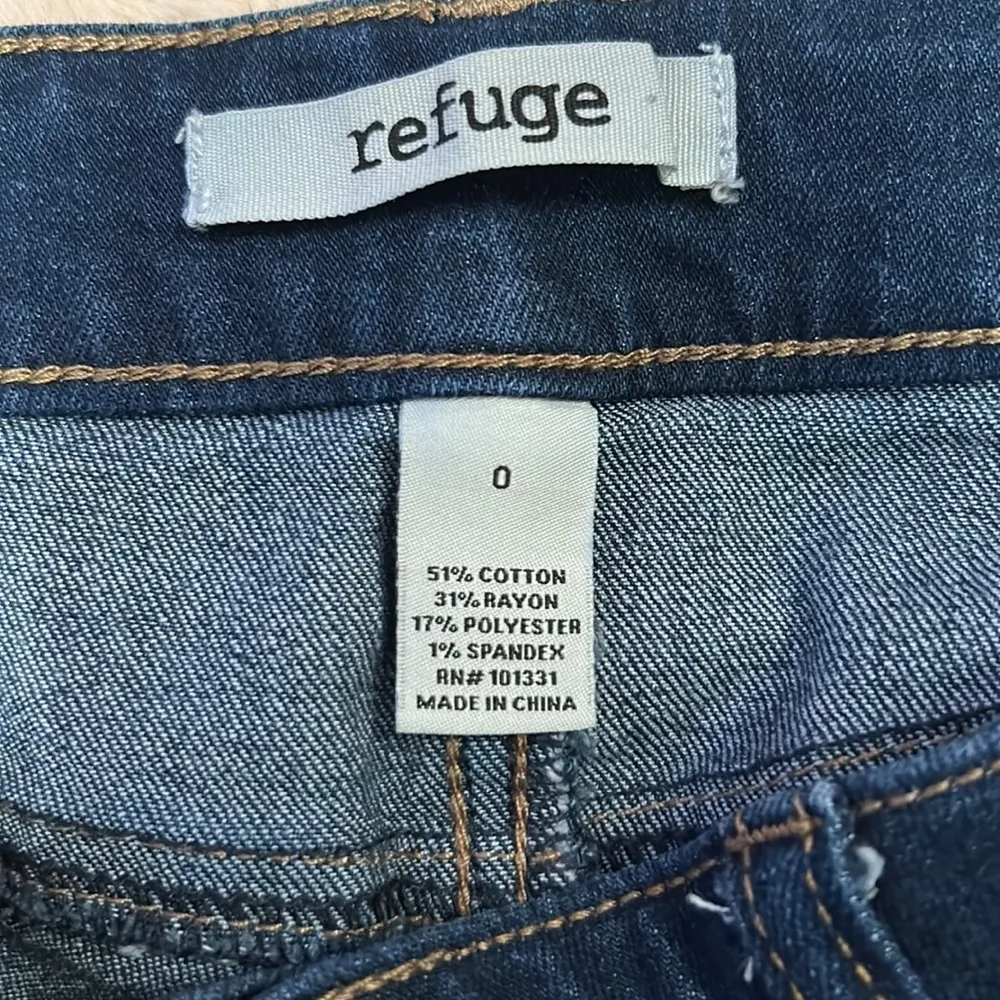 refuge
0
51% COTTON
31% RAYON
17% POLYESTER
1% SPANDEX
RN# 101331
MADE IN CHINA